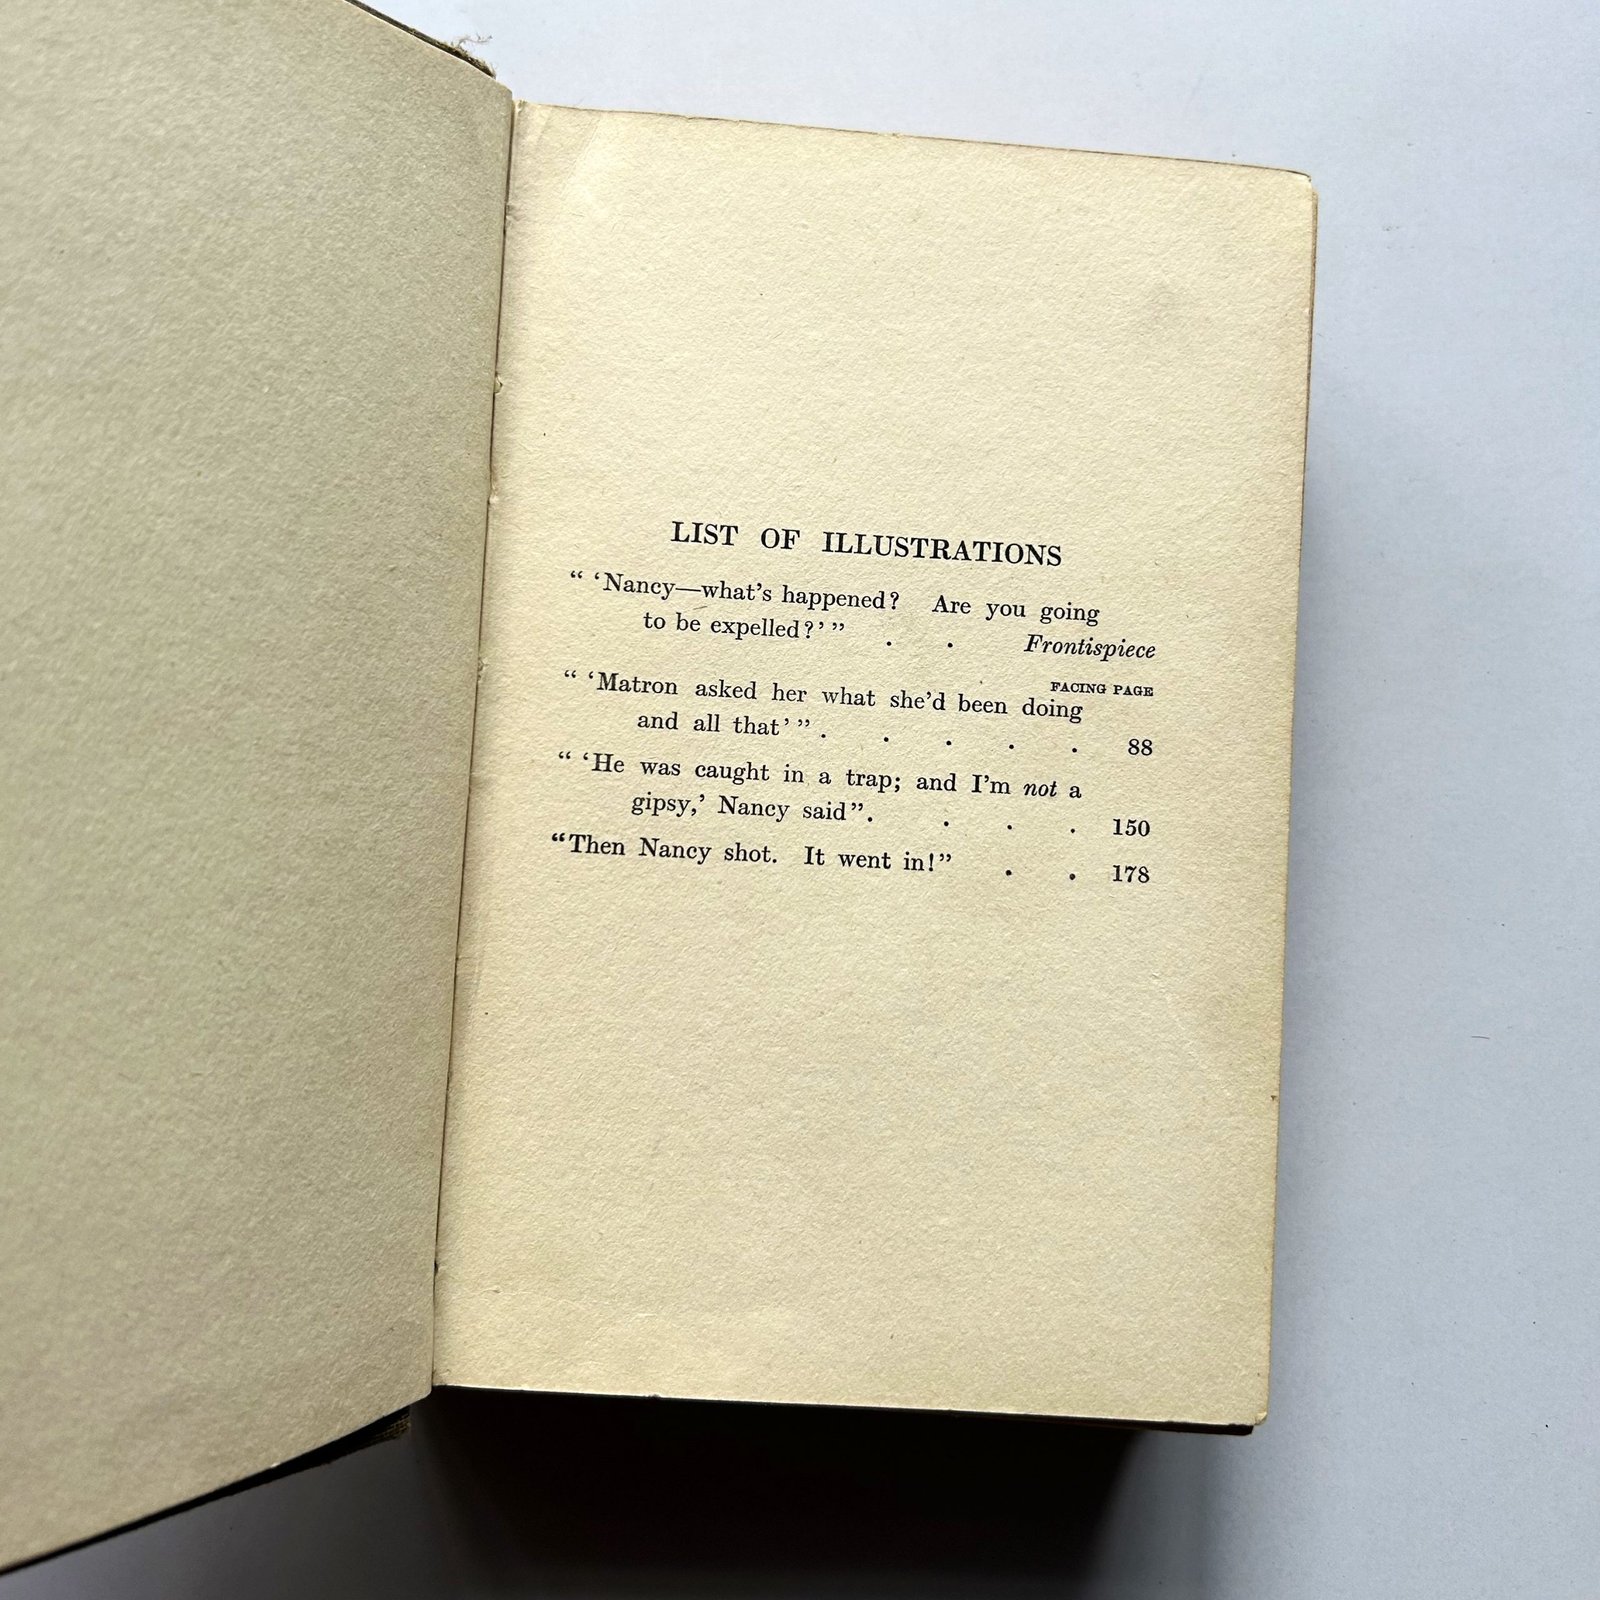 LIST OF ILLUSTRATIONS
“ ‘Nancy—what’s happened? Are you going
to be expelled?’ ” . . Frontispiece
FACING PAGE
“ ‘Matron asked her what she’d been doing
and all that’ ” . . . . . 88
“ ‘He was caught in a trap; and I’m not a
gipsy,’ Nancy said”. . . . 150
“Then Nancy shot. It went in!” . . 178